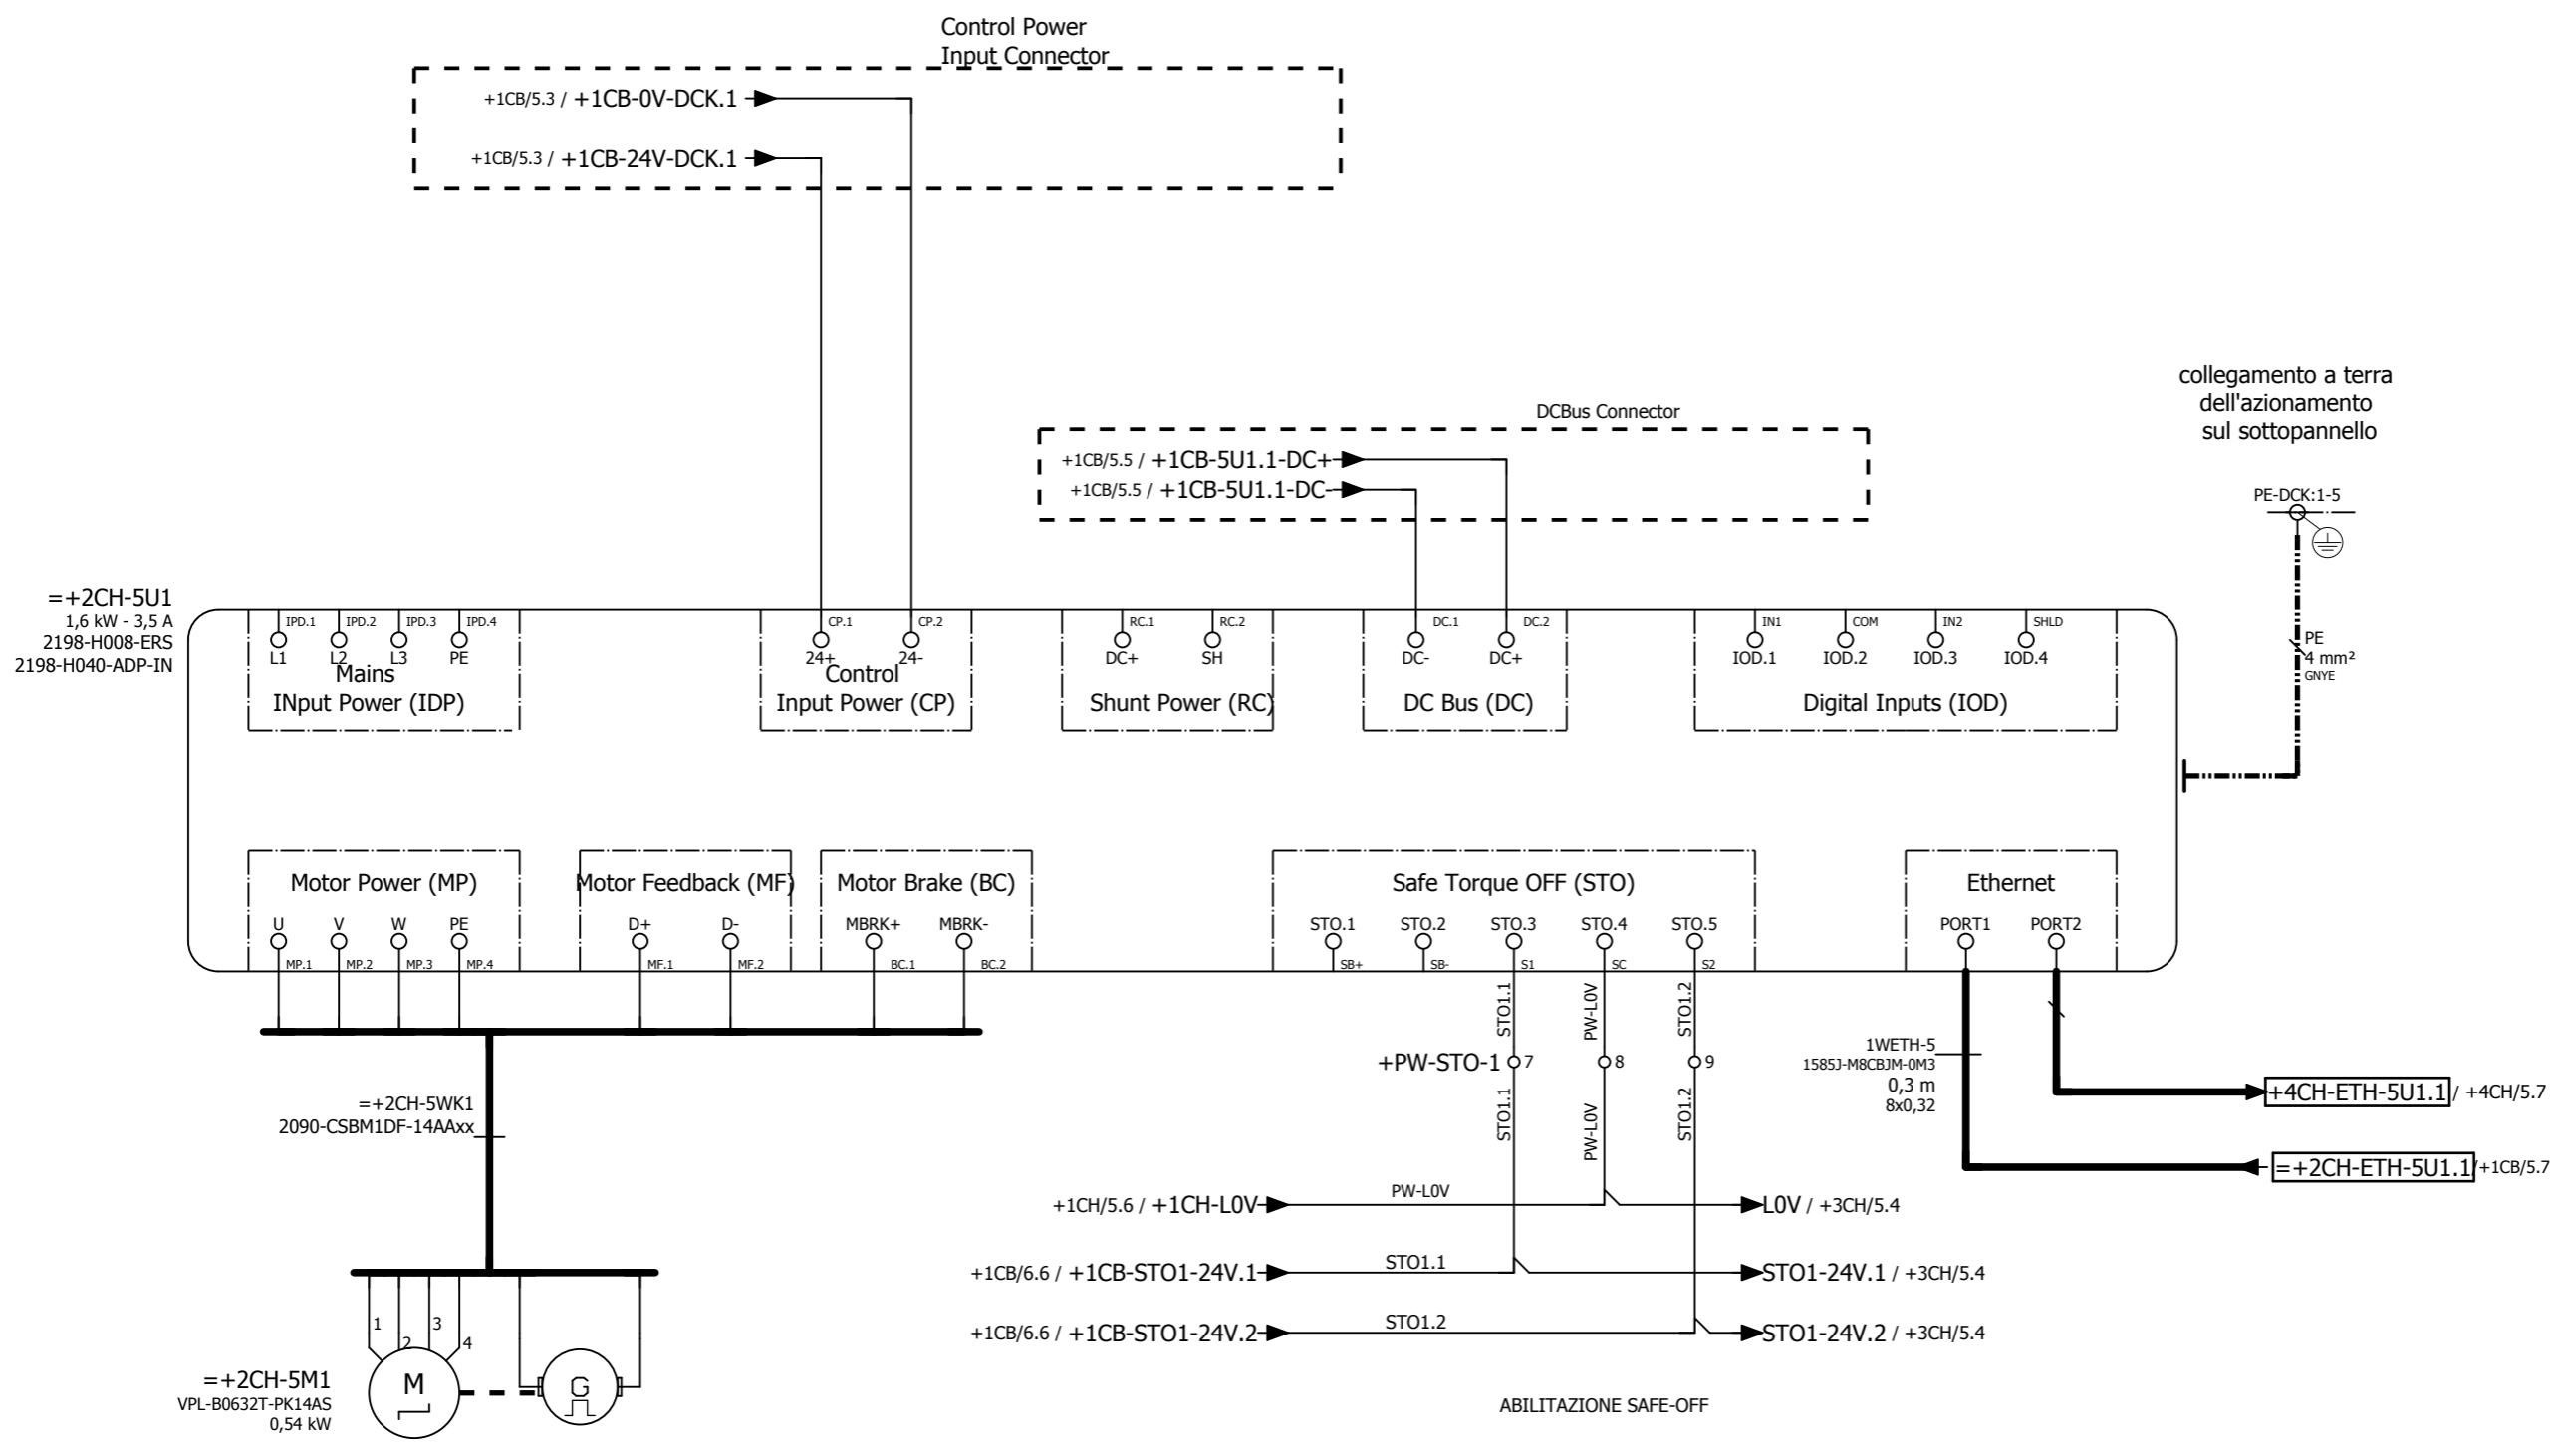 Control Power
Input Connector
+1CB/5.3 / +1CB-0V-DCK.1
+1CB/5.3 / +1CB-24V-DCK.1
collegamento a terra
dell'azionamento
sul sottopannello
DCBus Connector
+1CB/5.5 / +1CB-5U1.1-DC+
+1CB/5.5 / +1CB-5U1.1-DC-
PE-DCK:1-5
PE
4 mm²
GNYE
=+2CH-5U1
1,6 kW - 3,5 A
2198-H008-ERS
2198-H040-ADP-IN
IPD.1 IPD.2 IPD.3 IPD.4 CP.1 CP.2 RC.1 RC.2 DC.1 DC.2 IN1 COM IN2 SHLD
L1 L2 L3 PE 24+ 24- DC+ SH DC- DC+ IOD.1 IOD.2 IOD.3 IOD.4
Mains
INput Power (IDP)
Control
Input Power (CP)
Shunt Power (RC)
DC Bus (DC)
Digital Inputs (IOD)
Motor Power (MP)
Motor Feedback (MF)
Motor Brake (BC)
Safe Torque OFF (STO)
Ethernet
U V W PE D+ D- MBRK+ MBRK- STO.1 STO.2 STO.3 STO.4 STO.5 PORT1 PORT2
MP.1 MP.2 MP.3 MP.4 MF.1 MF.2 BC.1 BC.2 SB+ SB- S1 SC S2
STO1.1 PW-L0V STO1.2
+PW-STO-1 7 8 9
STO1.1 PW-L0V STO1.2
1WETH-5
1585J-M8CBJM-0M3
0,3 m
8x0,32
+4CH-ETH-5U1.1 / +4CH/5.7
=+2CH-ETH-5U1.1/+1CB/5.7
=+2CH-5WK1
2090-CSBM1DF-14AAxx
+1CH/5.6 / +1CH-L0V PW-L0V L0V / +3CH/5.4
+1CB/6.6 / +1CB-STO1-24V.1 STO1.1 STO1-24V.1 / +3CH/5.4
+1CB/6.6 / +1CB-STO1-24V.2 STO1.2 STO1-24V.2 / +3CH/5.4
1 2 3 4
=+2CH-5M1
VPL-B0632T-PK14AS
0,54 kW
M
G
ABILITAZIONE SAFE-OFF